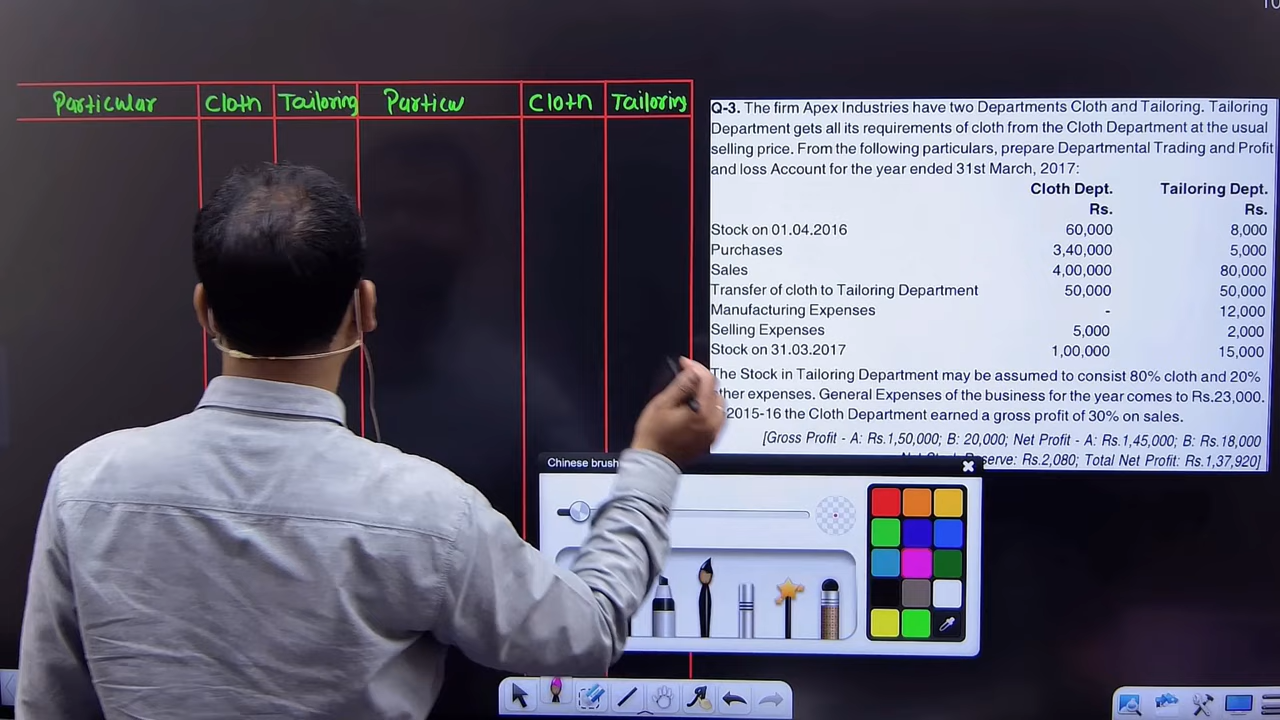 10
Particular Cloth Tailoring Particu Cloth Tailoring
Q-3. The firm Apex Industries have two Departments Cloth and Tailoring. Tailoring
Department gets all its requirements of cloth from the Cloth Department at the usual
selling price. From the following particulars, prepare Departmental Trading and Profit
and loss Account for the year ended 31st March, 2017:
Cloth Dept. Tailoring Dept.
Rs. Rs.
Stock on 01.04.2016 60,000 8,000
Purchases 3,40,000 5,000
Sales 4,00,000 80,000
Transfer of cloth to Tailoring Department 50,000 50,000
Manufacturing Expenses - 12,000
Selling Expenses 5,000 2,000
Stock on 31.03.2017 1,00,000 15,000
The Stock in Tailoring Department may be assumed to consist 80% cloth and 20%
expenses. General Expenses of the business for the year comes to Rs.23,000.
2015-16 the Cloth Department earned a gross profit of 30% on sales.
[Gross Profit - A: Rs.1,50,000; B: 20,000; Net Profit - A: Rs.1,45,000; B: Rs.18,000
Rs.2,080; Total Net Profit: Rs.1,37,920]
Chinese brush